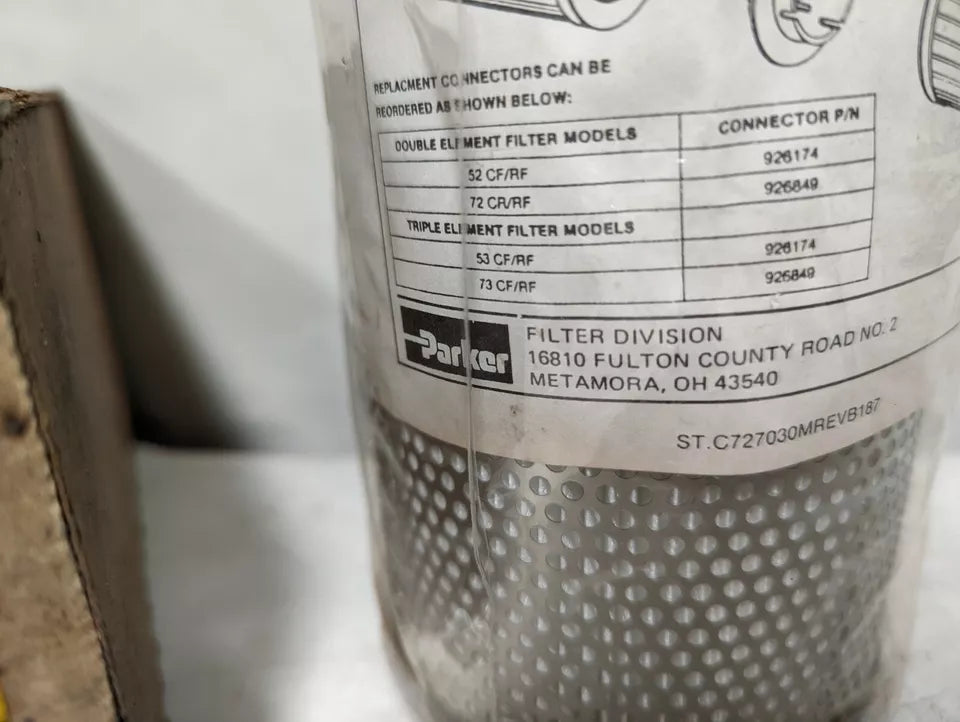 REPLACMENT CONNECTORS CAN BE
REORDERED AS SHOWN BELOW:
DOUBLE ELEMENT FILTER MODELS CONNECTOR P/N
52 CF/RF 926174
72 CR/RF 926849
TRIPLE ELEMENT FILTER MODELS
53 CF/RF 926174
73 CF/RF 926849
Parker
FILTER DIVISION
16810 FULTON COUNTY ROAD NO. 2
METAMORA, OH 43540
ST.C727030MREVB187